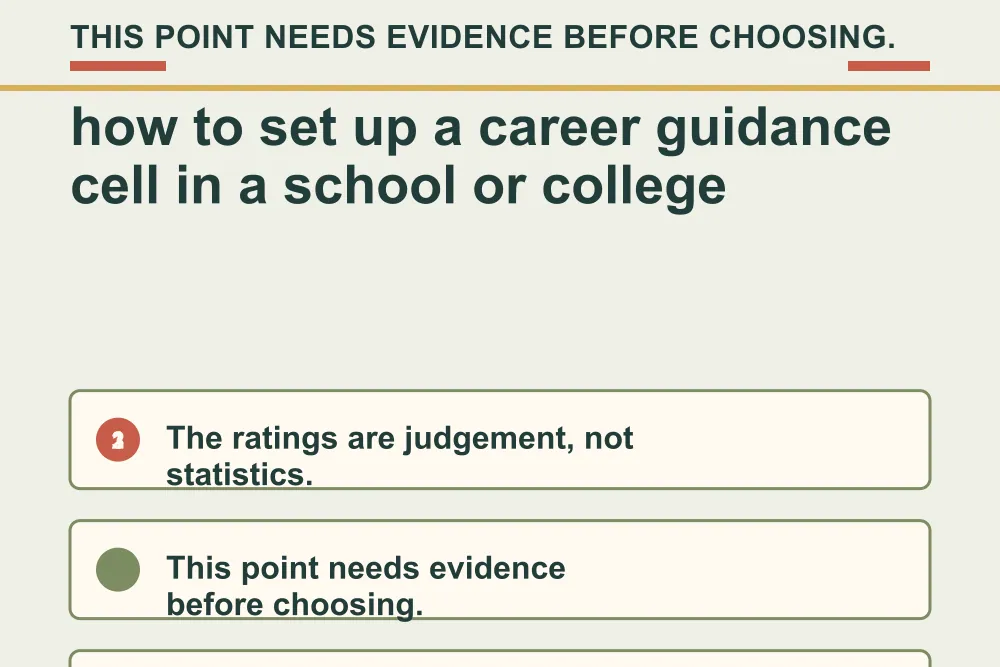 THIS POINT NEEDS EVIDENCE BEFORE CHOOSING.
how to set up a career guidance
cell in a school or college
The ratings are judgement, not
statistics.
This point needs evidence
before choosing.